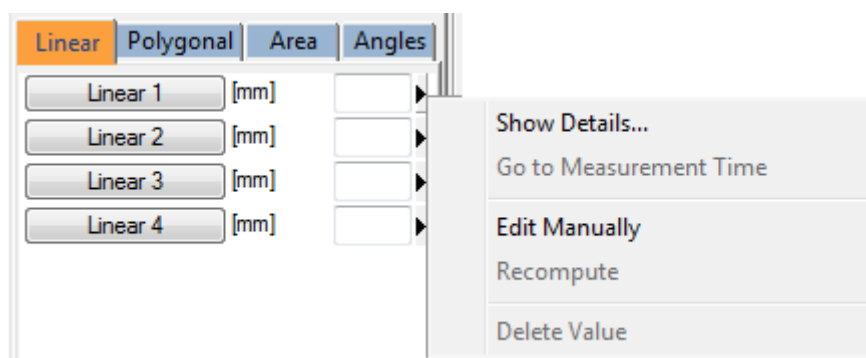 Linear Polygonal Area Angles
Linear 1 [mm]
Show Details...
Linear 2 [mm]
Go to Measurement Time
Linear 3 [mm]
Linear 4 [mm]
Edit Manually
Recompute
Delete Value